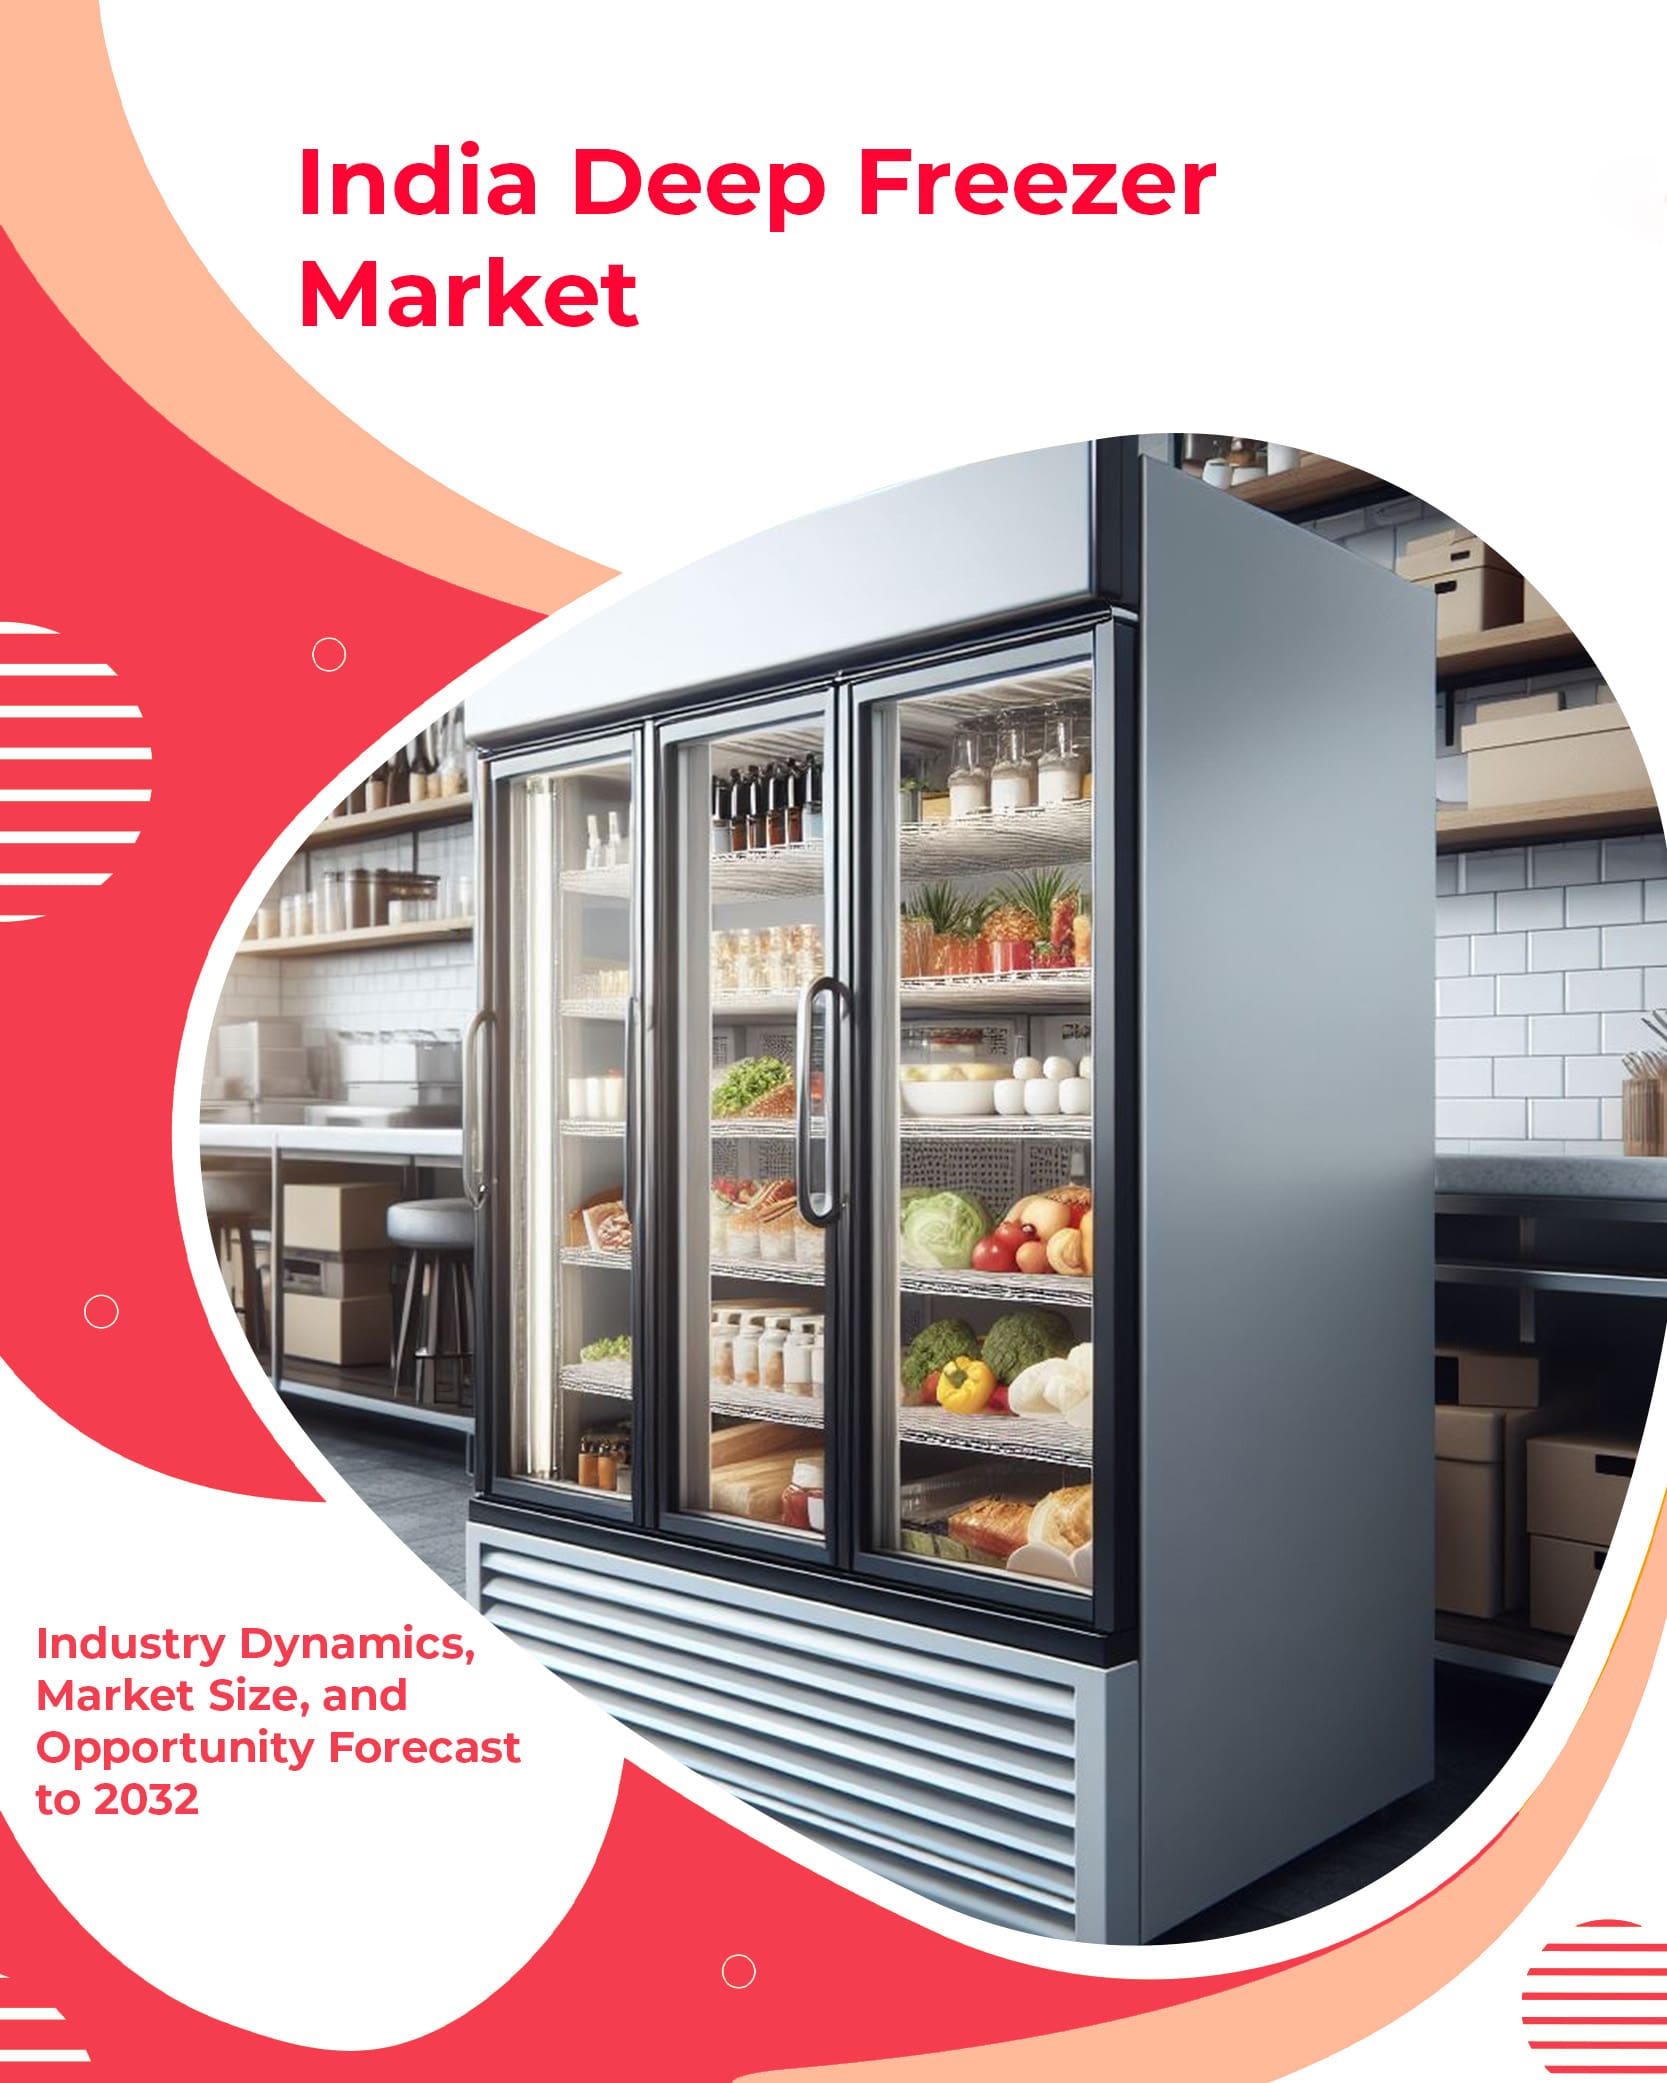 India Deep Freezer
Market
Industry Dynamics,
Market Size, and
Opportunity Forecast
to 2032